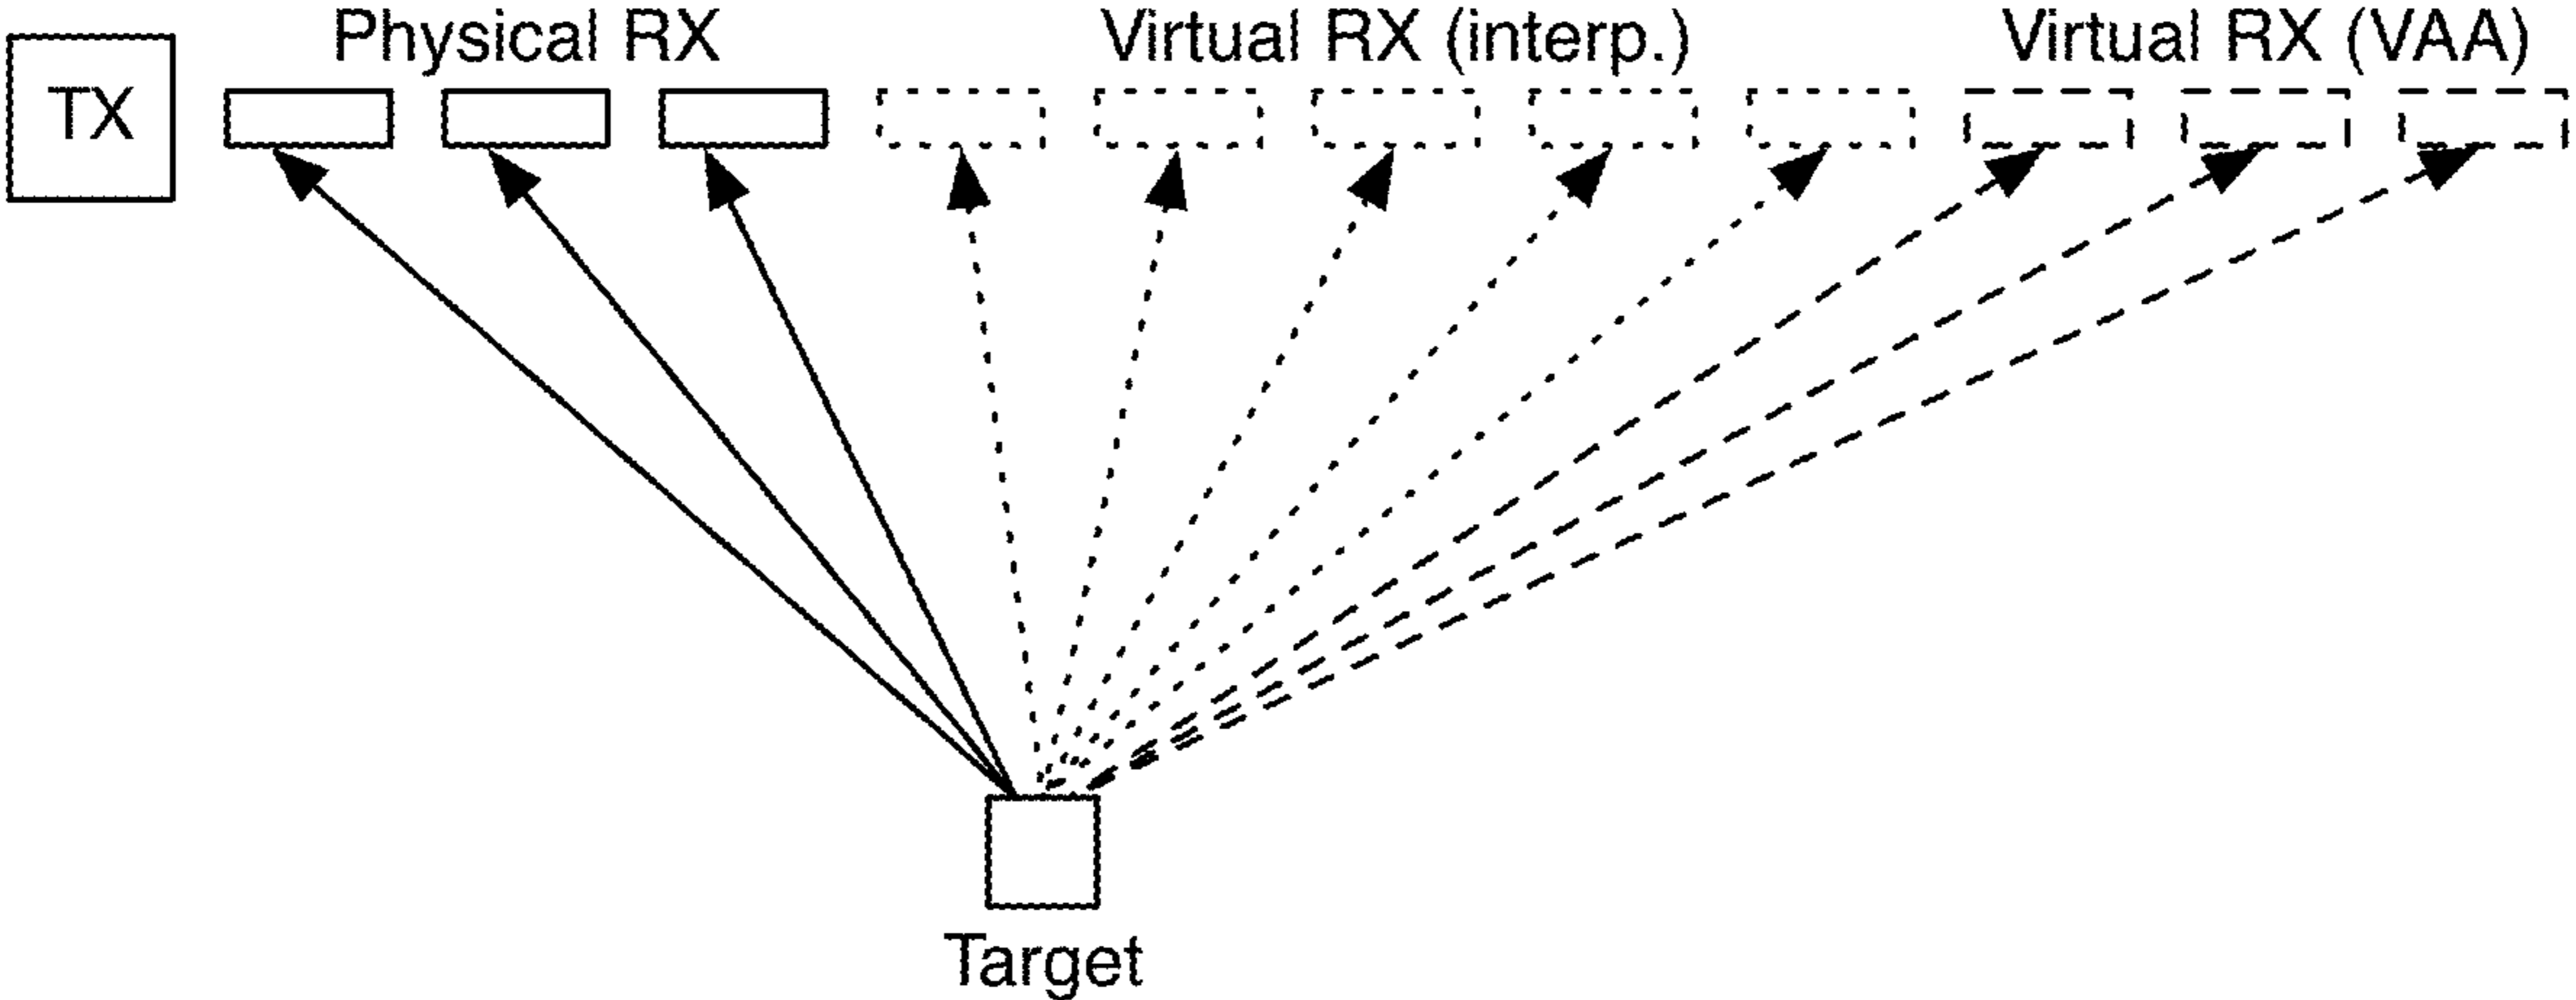 Physical RX
Virtual RX (interp.)
Virtual RX (VAA)
TX
Target